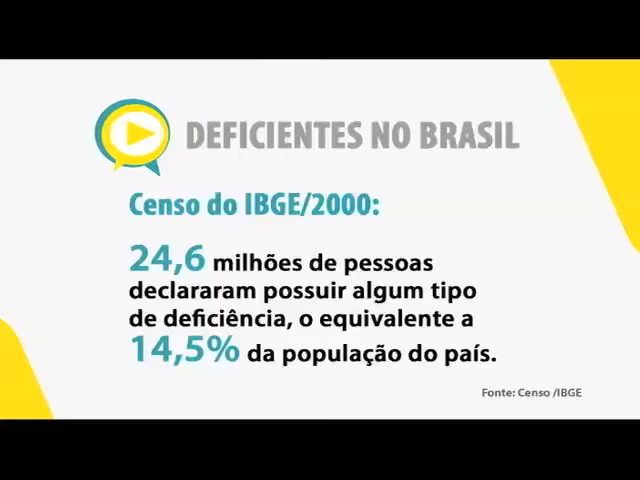 DEFICIENTES NO BRASIL
Censo do IBGE/2000:
24,6 milhões de pessoas
declararam possuir algum tipo
de deficiência, o equivalente a
14,5% da população do país.
Fonte: Censo /IBGE